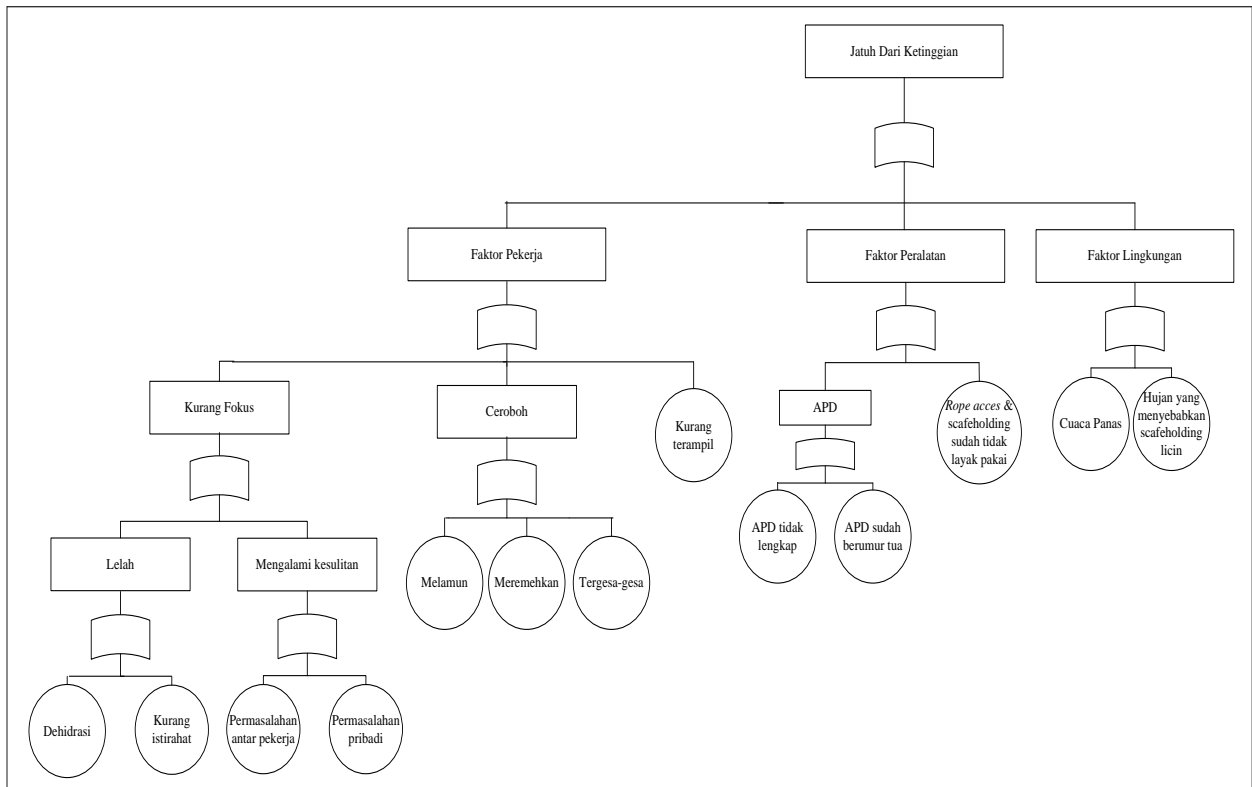 Jatuh Dari Ketinggian
Faktor Pekerja
Faktor Peralatan
Faktor Lingkungan
Kurang Fokus
Ceroboh
Kurang
terampil
APD
Rope acces &
scafeholding
sudah tidak
layak pakai
Cuaca Panas
Hujan yang
menyebabkan
scafeholding
licin
Lelah
Mengalami kesulitan
Melamun
Meremehkan
Tergesa-gesa
APD tidak
lengkap
APD sudah
berumur tua
Dehidrasi
Kurang
istirahat
Permasalahan
antar pekerja
Permasalahan
pribadi